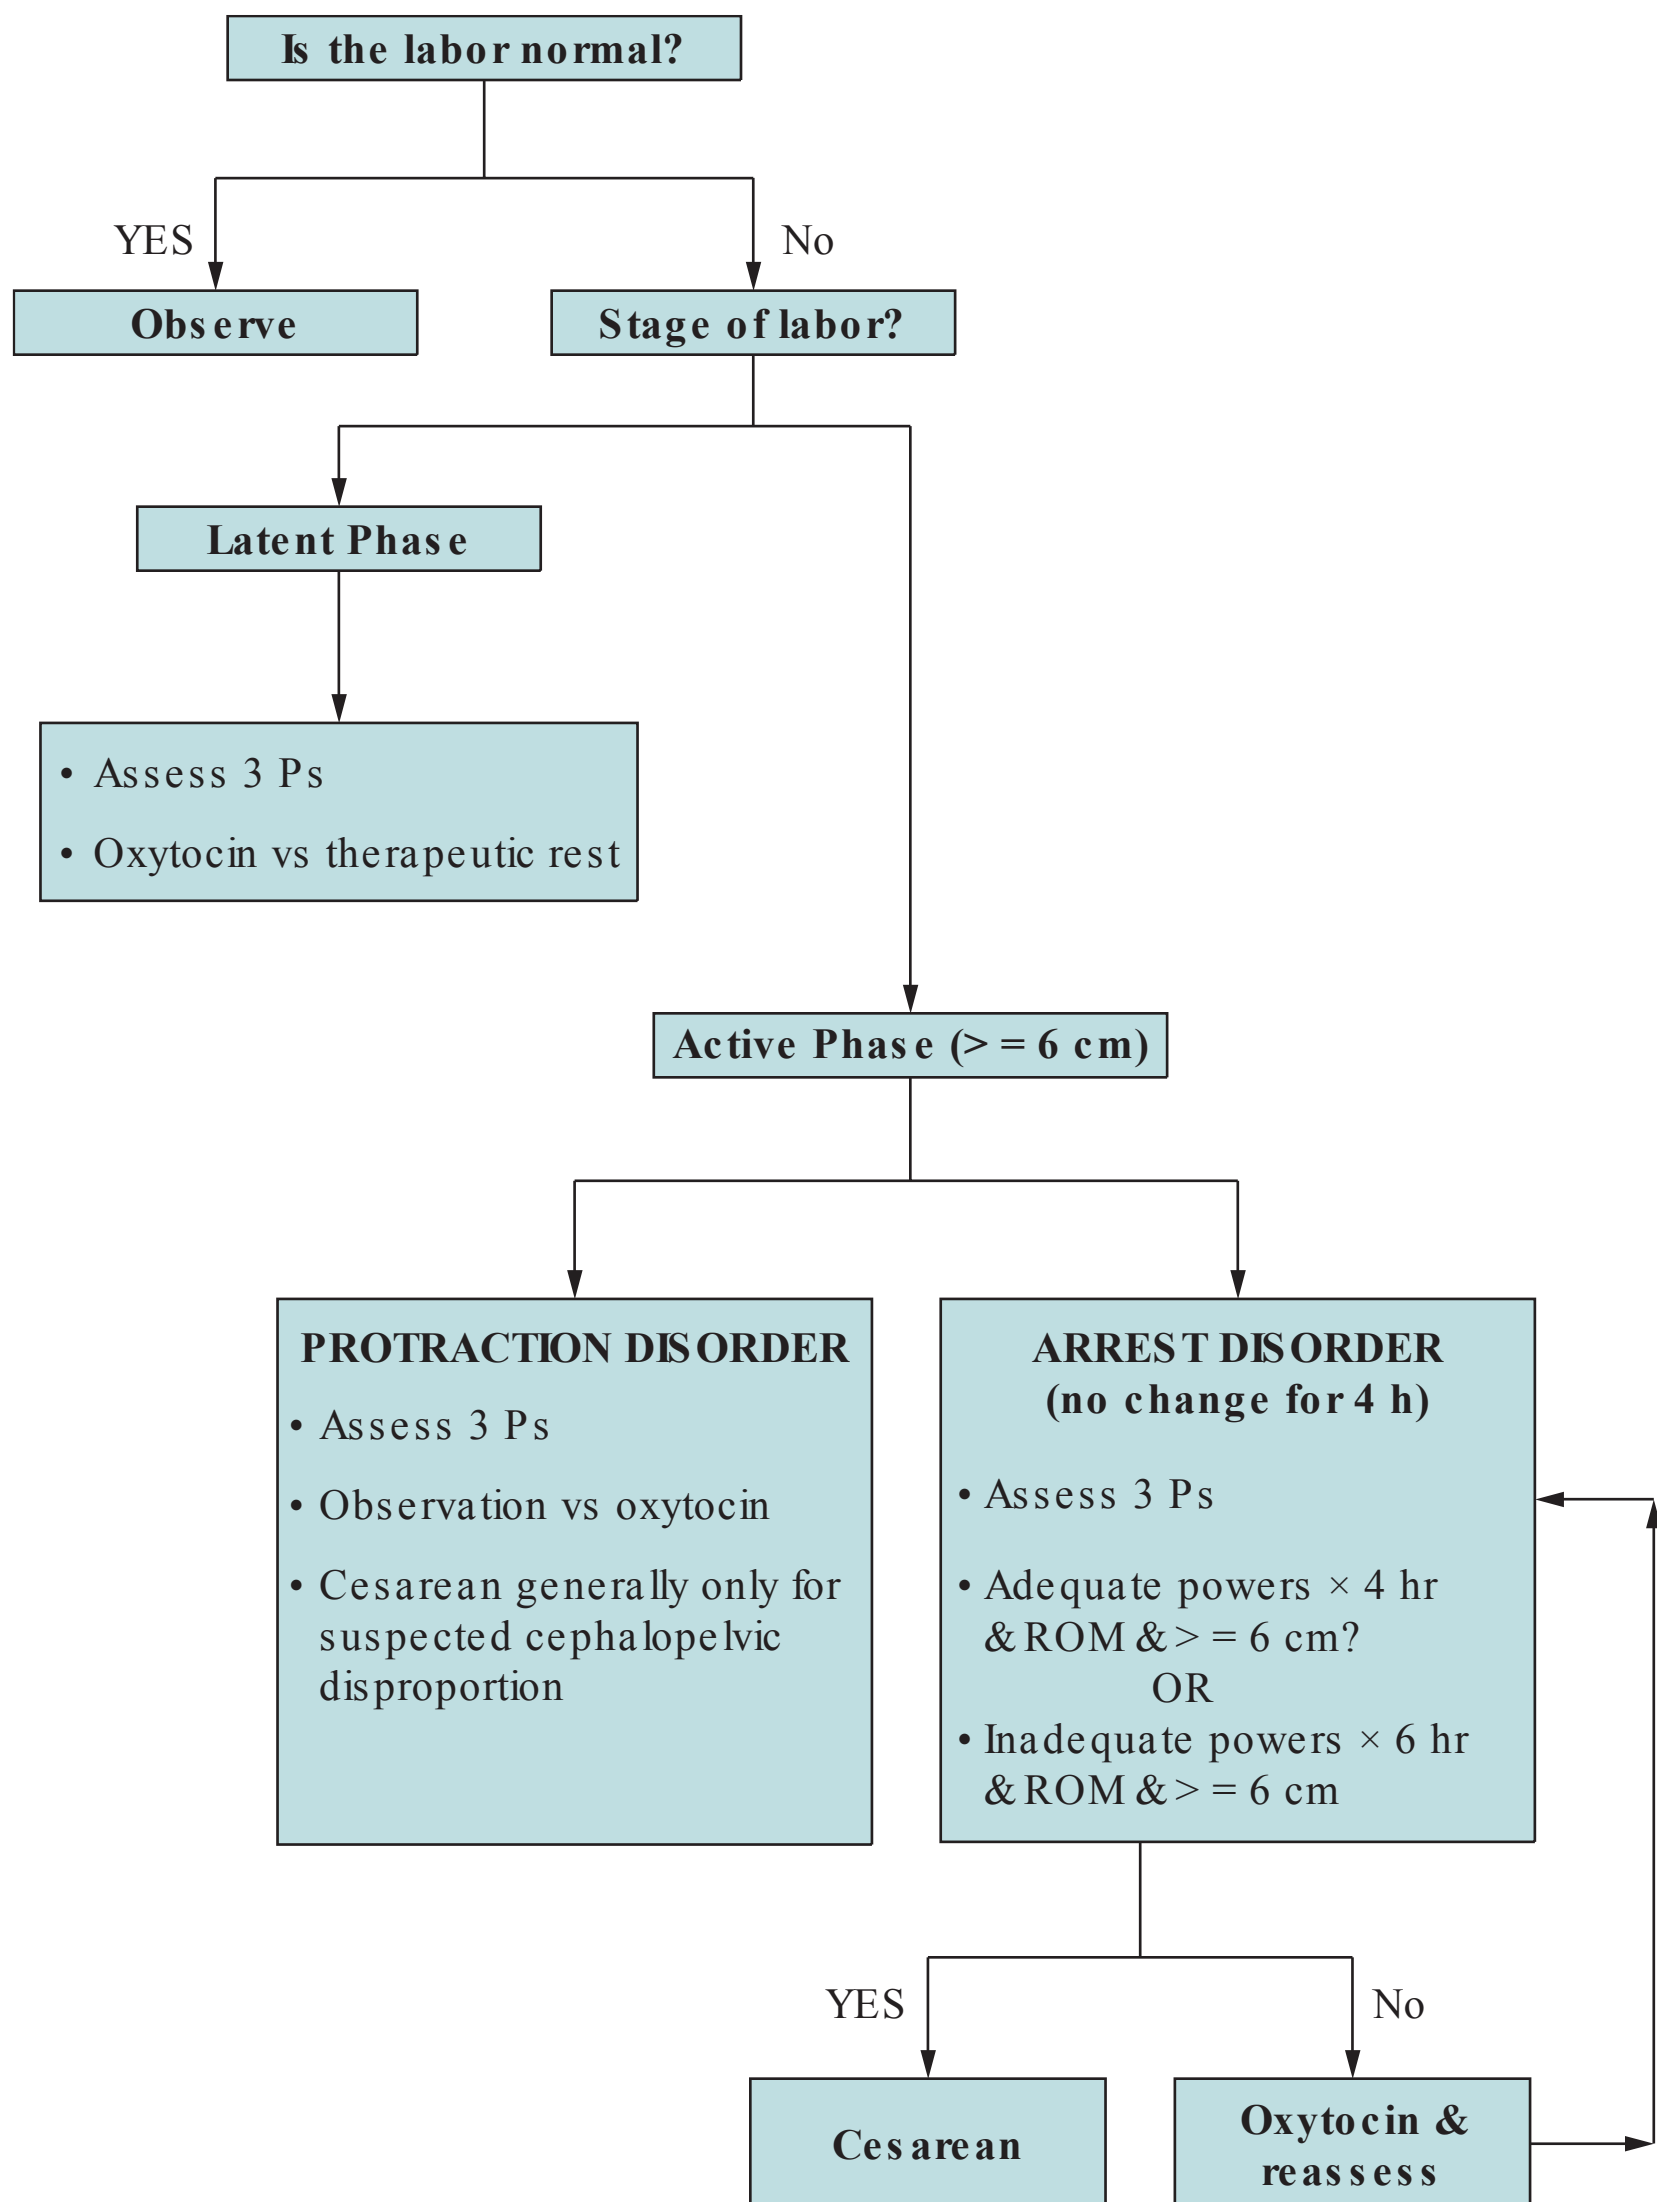 Is the labor normal?
YES
No
Observe
Stage of labor?
Latent Phase
• Assess 3 Ps
• Oxytocin vs therapeutic rest
Active Phase (> = 6 cm)
PROTRACTION DISORDER
• Assess 3 Ps
• Observation vs oxytocin
• Cesarean generally only for
suspected cephalopelvic
disproportion
ARREST DISORDER
(no change for 4 h)
• Assess 3 Ps
• Adequate powers × 4 hr
& ROM & > = 6 cm?
OR
• Inadequate powers × 6 hr
& ROM & > = 6 cm
YES
No
Cesarean
Oxytocin &
reassess